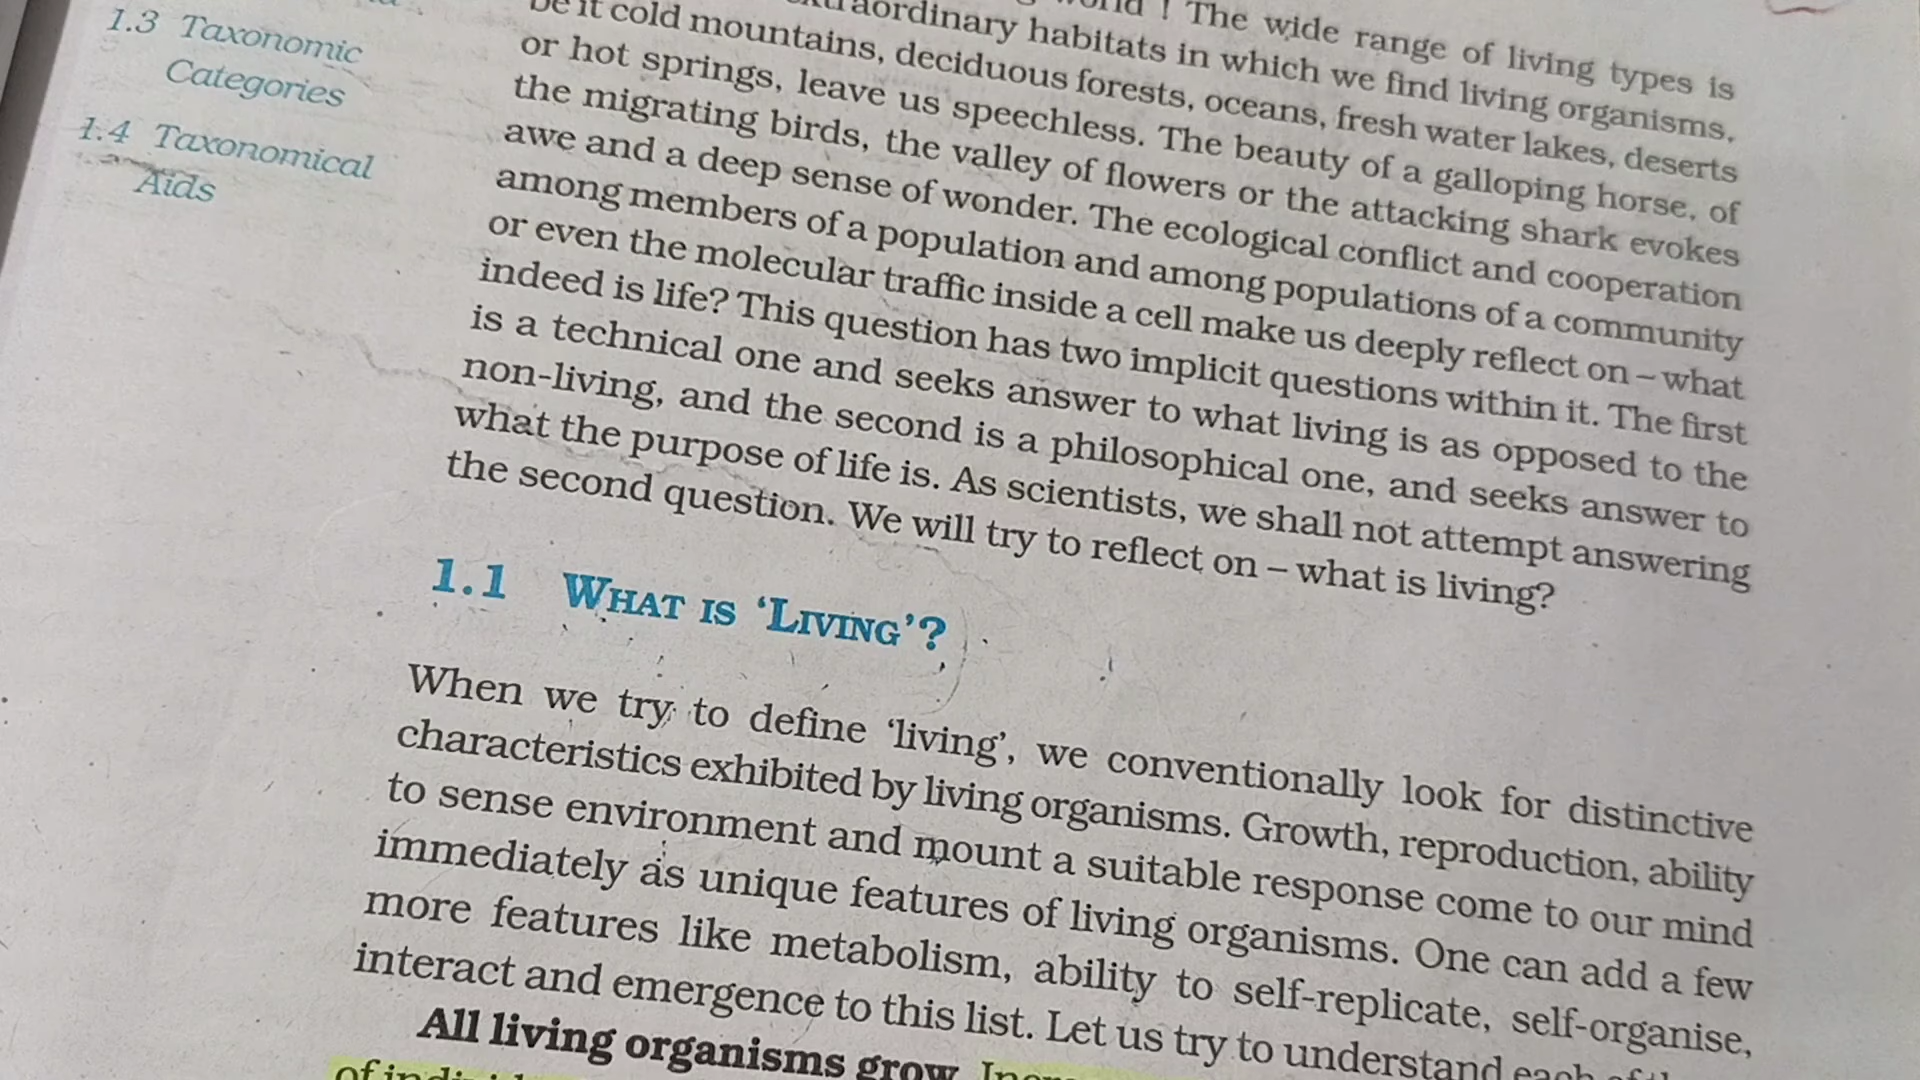 1.3 Taxonomic
Categories
1.4 Taxonomical
Aids
! The wide range of living types is
habitats in which we find living organisms,
be it cold mountains, deciduous forests, oceans, fresh water lakes, deserts
or hot springs, leave us speechless. The beauty of a galloping horse, of
the migrating birds, the valley of flowers or the attacking shark evokes
awe and a deep sense of wonder. The ecological conflict and cooperation
among members of a population and among populations of a community
or even the molecular traffic inside a cell make us deeply reflect on – what
indeed is life? This question has two implicit questions within it. The first
is a technical one and seeks answer to what living is as opposed to the
non-living, and the second is a philosophical one, and seeks answer to
what the purpose of life is. As scientists, we shall not attempt answering
the second question. We will try to reflect on – what is living?
1.1 WHAT IS ‘LIVING’?
When we try to define ‘living’, we conventionally look for distinctive
characteristics exhibited by living organisms. Growth, reproduction, ability
to sense environment and mount a suitable response come to our mind
immediately as unique features of living organisms. One can add a few
more features like metabolism, ability to self-replicate, self-organise,
interact and emergence to this list. Let us try to understand each
All living organisms grow.
of